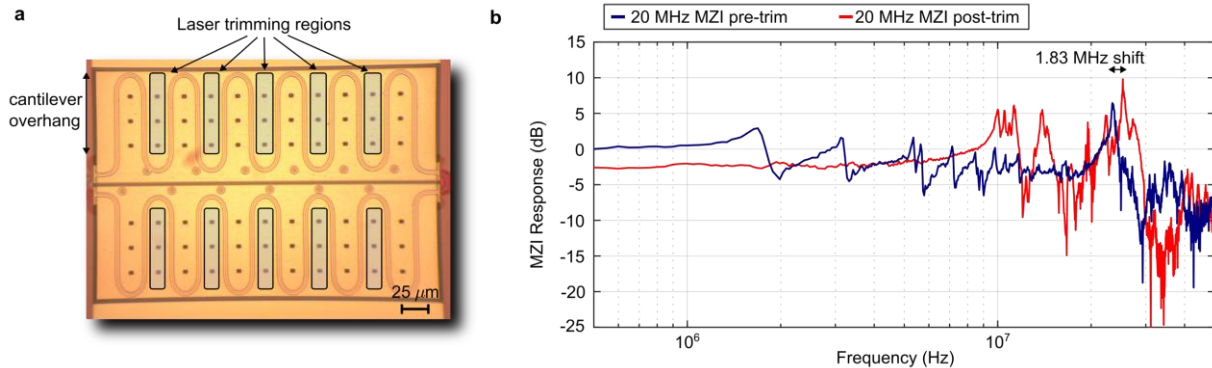 a
Laser trimming regions
cantilever
overhang
25 μm
b
20 MHz MZI pre-trim
20 MHz MZI post-trim
1.83 MHz shift
15
10
5
0
-5
-10
-15
-20
-25
MZI Response (dB)
10⁶
10⁷
Frequency (Hz)